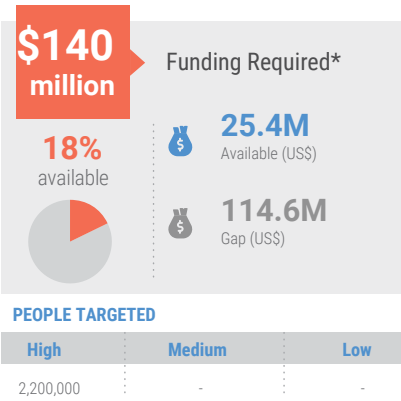 $140
million
Funding Required*
18%
available
25.4M
Available (US$)
114.6M
Gap (US$)
PEOPLE TARGETED
High Medium Low
2,200,000 - -